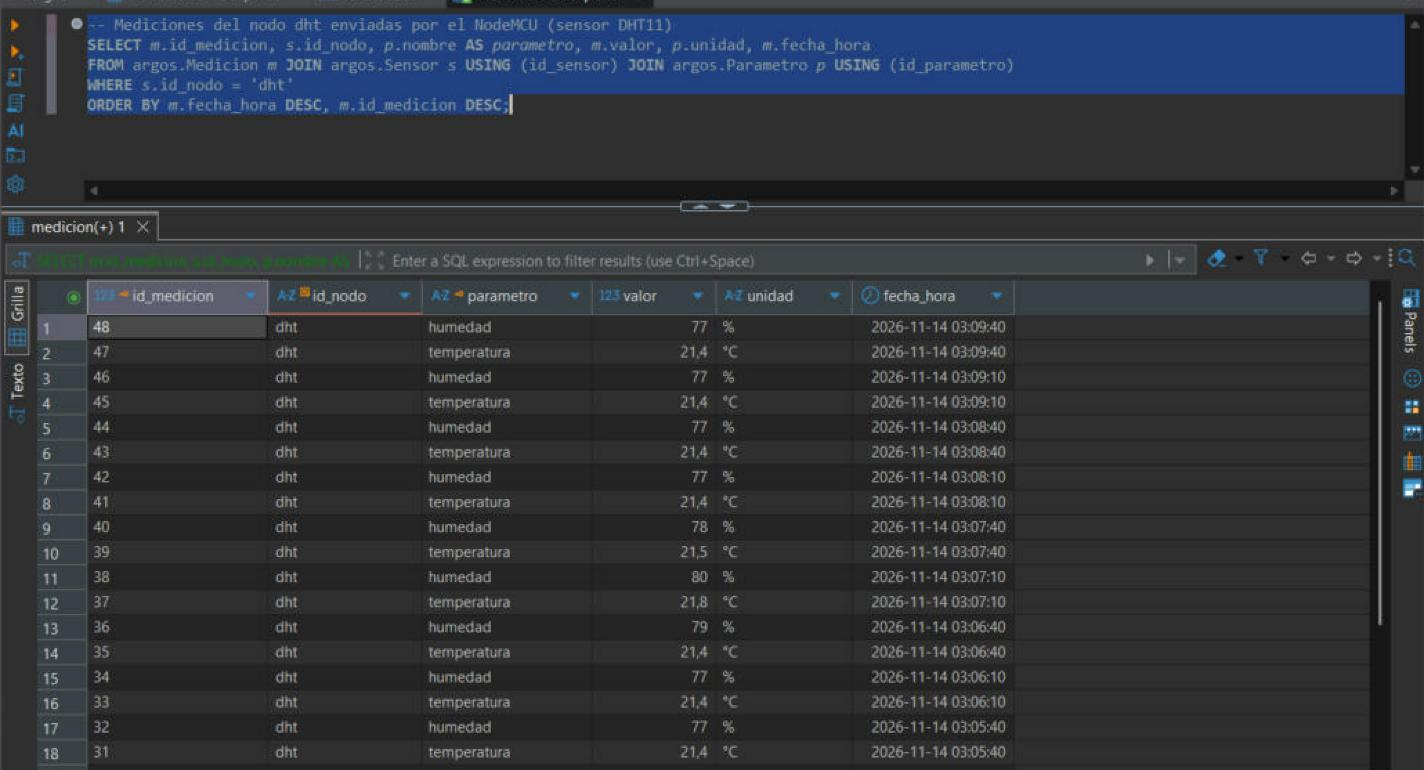 -- Mediciones del nodo dht enviadas por el NodeMCU (sensor DHT11)
SELECT m.id_medicion, s.id_nodo, p.nombre AS parametro, m.valor, p.unidad, m.fecha_hora
FROM argos.Medicion m JOIN argos.Sensor s USING (id_sensor) JOIN argos.Parametro p USING (id_parametro)
WHERE s.id_nodo = 'dht'
ORDER BY m.fecha_hora DESC, m.id_medicion DESC;
AI
medicion(+) 1
Enter a SQL expression to filter results (use Ctrl+Space)
Grilla
Texto
Panels
123 id_medicion A-Z id_nodo A-Z parametro 123 valor A-Z unidad fecha_hora
1 48 dht humedad 77 % 2026-11-14 03:09:40
2 47 dht temperatura 21,4 °C 2026-11-14 03:09:40
3 46 dht humedad 77 % 2026-11-14 03:09:10
4 45 dht temperatura 21,4 °C 2026-11-14 03:09:10
5 44 dht humedad 77 % 2026-11-14 03:08:40
6 43 dht temperatura 21,4 °C 2026-11-14 03:08:40
7 42 dht humedad 77 % 2026-11-14 03:08:10
8 41 dht temperatura 21,4 °C 2026-11-14 03:08:10
9 40 dht humedad 78 % 2026-11-14 03:07:40
10 39 dht temperatura 21,5 °C 2026-11-14 03:07:40
11 38 dht humedad 80 % 2026-11-14 03:07:10
12 37 dht temperatura 21,8 °C 2026-11-14 03:07:10
13 36 dht humedad 79 % 2026-11-14 03:06:40
14 35 dht temperatura 21,4 °C 2026-11-14 03:06:40
15 34 dht humedad 77 % 2026-11-14 03:06:10
16 33 dht temperatura 21,4 °C 2026-11-14 03:06:10
17 32 dht humedad 77 % 2026-11-14 03:05:40
18 31 dht temperatura 21,4 °C 2026-11-14 03:05:40